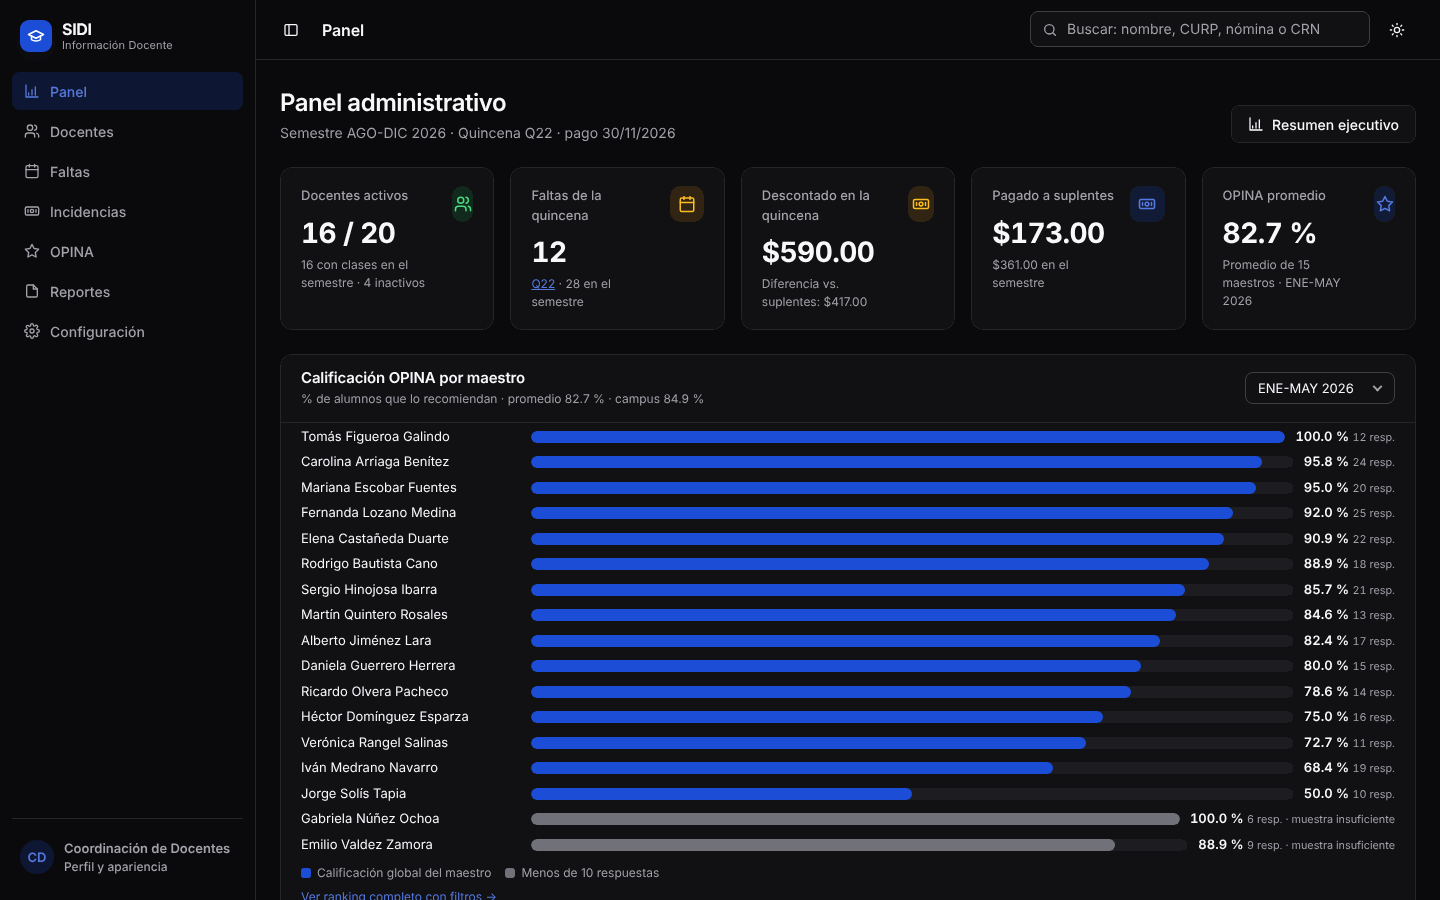 SIDI
Información Docente
Panel
Docentes
Faltas
Incidencias
OPINA
Reportes
Configuración
CD
Coordinación de Docentes
Perfil y apariencia
Panel
Buscar: nombre, CURP, nómina o CRN
Panel administrativo
Semestre AGO-DIC 2026 · Quincena Q22 · pago 30/11/2026
Resumen ejecutivo
Docentes activos
16 / 20
16 con clases en el
semestre · 4 inactivos
Faltas de la
quincena
12
Q22 · 28 en el
semestre
Descontado en la
quincena
$590.00
Diferencia vs.
suplentes: $417.00
Pagado a suplentes
$173.00
$361.00 en el
semestre
OPINA promedio
82.7 %
Promedio de 15
maestros · ENE-MAY
2026
Calificación OPINA por maestro
% de alumnos que lo recomiendan · promedio 82.7 % · campus 84.9 %
ENE-MAY 2026
Tomás Figueroa Galindo 100.0 % 12 resp.
Carolina Arriaga Benítez 95.8 % 24 resp.
Mariana Escobar Fuentes 95.0 % 20 resp.
Fernanda Lozano Medina 92.0 % 25 resp.
Elena Castañeda Duarte 90.9 % 22 resp.
Rodrigo Bautista Cano 88.9 % 18 resp.
Sergio Hinojosa Ibarra 85.7 % 21 resp.
Martín Quintero Rosales 84.6 % 13 resp.
Alberto Jiménez Lara 82.4 % 17 resp.
Daniela Guerrero Herrera 80.0 % 15 resp.
Ricardo Olvera Pacheco 78.6 % 14 resp.
Héctor Domínguez Esparza 75.0 % 16 resp.
Verónica Rangel Salinas 72.7 % 11 resp.
Iván Medrano Navarro 68.4 % 19 resp.
Jorge Solís Tapia 50.0 % 10 resp.
Gabriela Núñez Ochoa 100.0 % 6 resp. · muestra insuficiente
Emilio Valdez Zamora 88.9 % 9 resp. · muestra insuficiente
Calificación global del maestro Menos de 10 respuestas
Ver ranking completo con filtros →